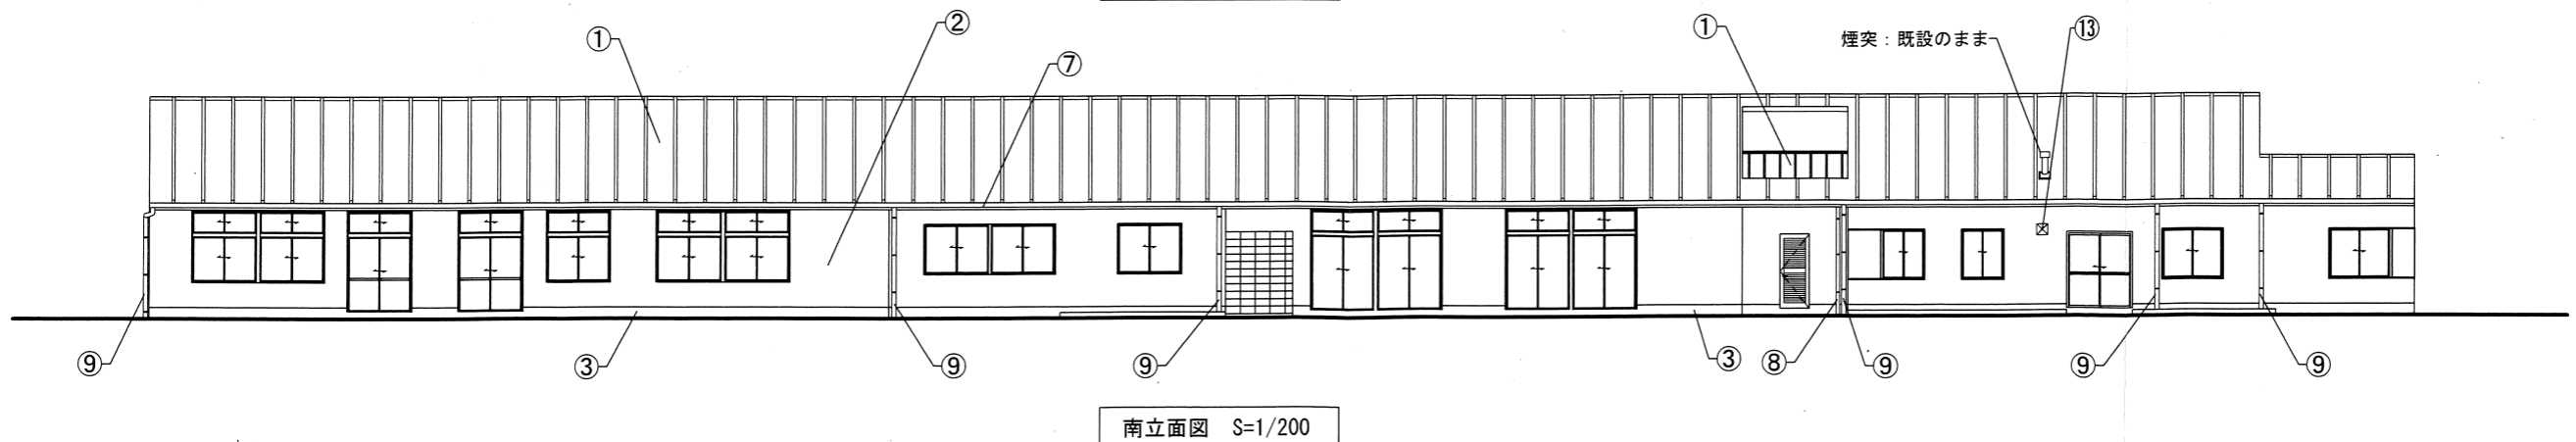 ① ② ⑦ ① 煙突：既設のまま ⑬
⑨ ③ ⑨ ⑨ ③ ⑧ ⑨ ⑨ ⑨
南立面図 S=1/200